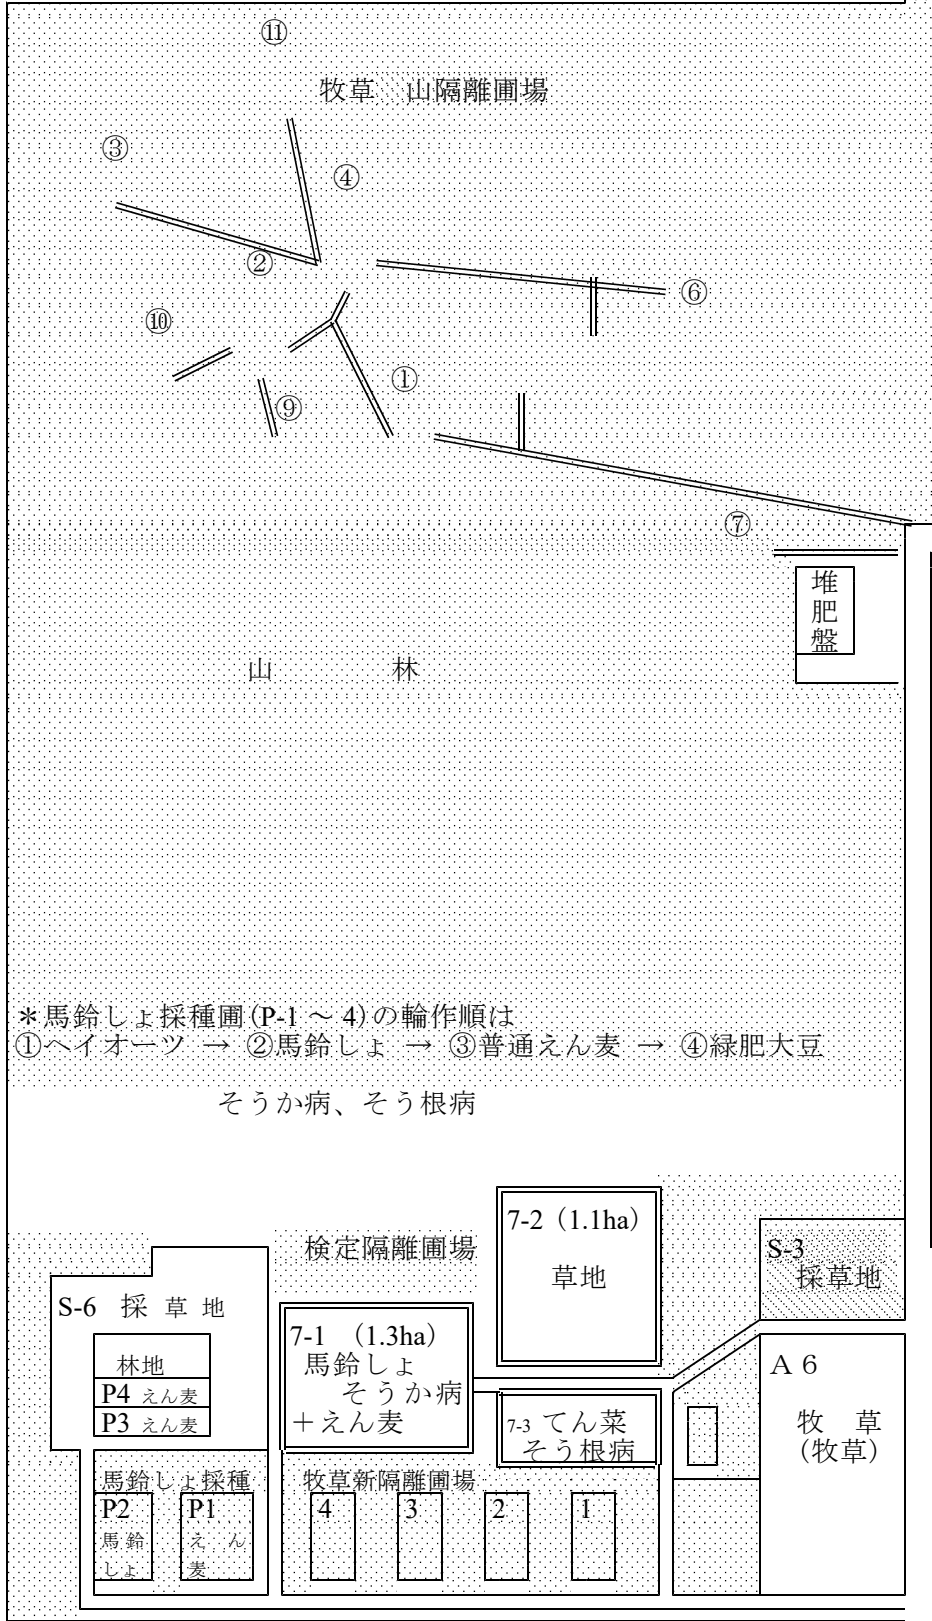 ⑪
牧草 山隔離圃場
③
④
②
⑥
⑩
①
⑨
⑦
堆肥盤
山 林
＊馬鈴しょ採種圃(P-1 ～ 4)の輪作順は
①ヘイオーツ → ②馬鈴しょ → ③普通えん麦 → ④緑肥大豆
そうか病、そう根病
7-2（1.1ha）
草地
検定隔離圃場
S-3
採草地
S-6 採 草 地
7-1 （1.3ha）
馬鈴しょ
そうか病
＋えん麦
林地
P4 えん麦
P3 えん麦
A 6
牧 草
（牧草）
7-3 てん菜
そう根病
馬鈴しょ採種
P2
馬 鈴
しょ
P1
え ん
麦
牧草新隔離圃場
4
3
2
1